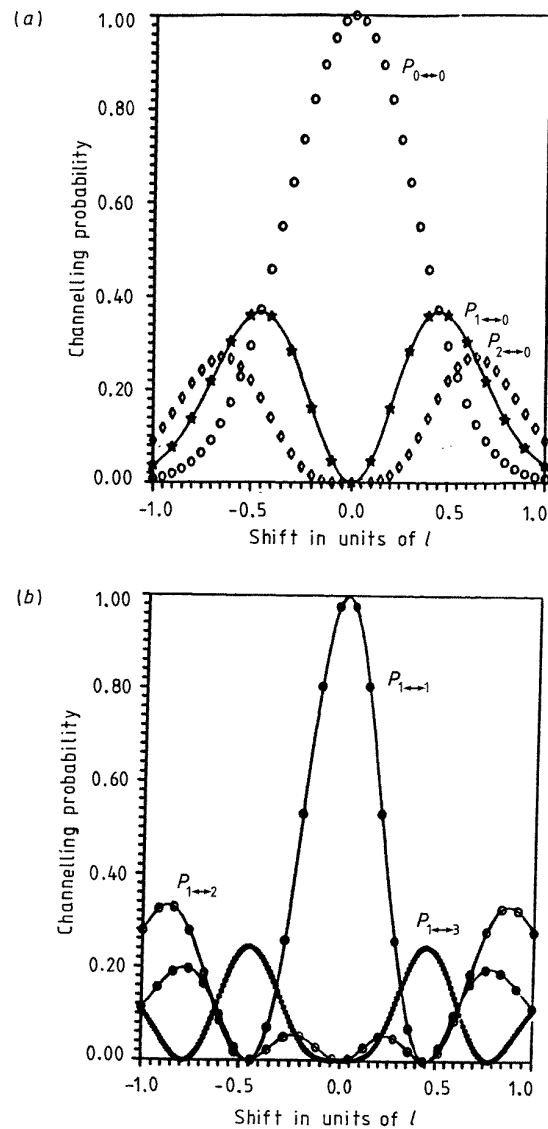 (a)
Channelling probability
1.00
0.80
0.60
0.40
0.20
0.00
P0↔0
P1↔0
P2↔0
-1.0 -0.5 0.0 0.5 1.0
Shift in units of l
(b)
Channelling probability
1.00
0.80
0.60
0.40
0.20
0.00
P1↔1
P1↔2
P1↔3
-1.0 -0.5 0.0 0.5 1.0
Shift in units of l